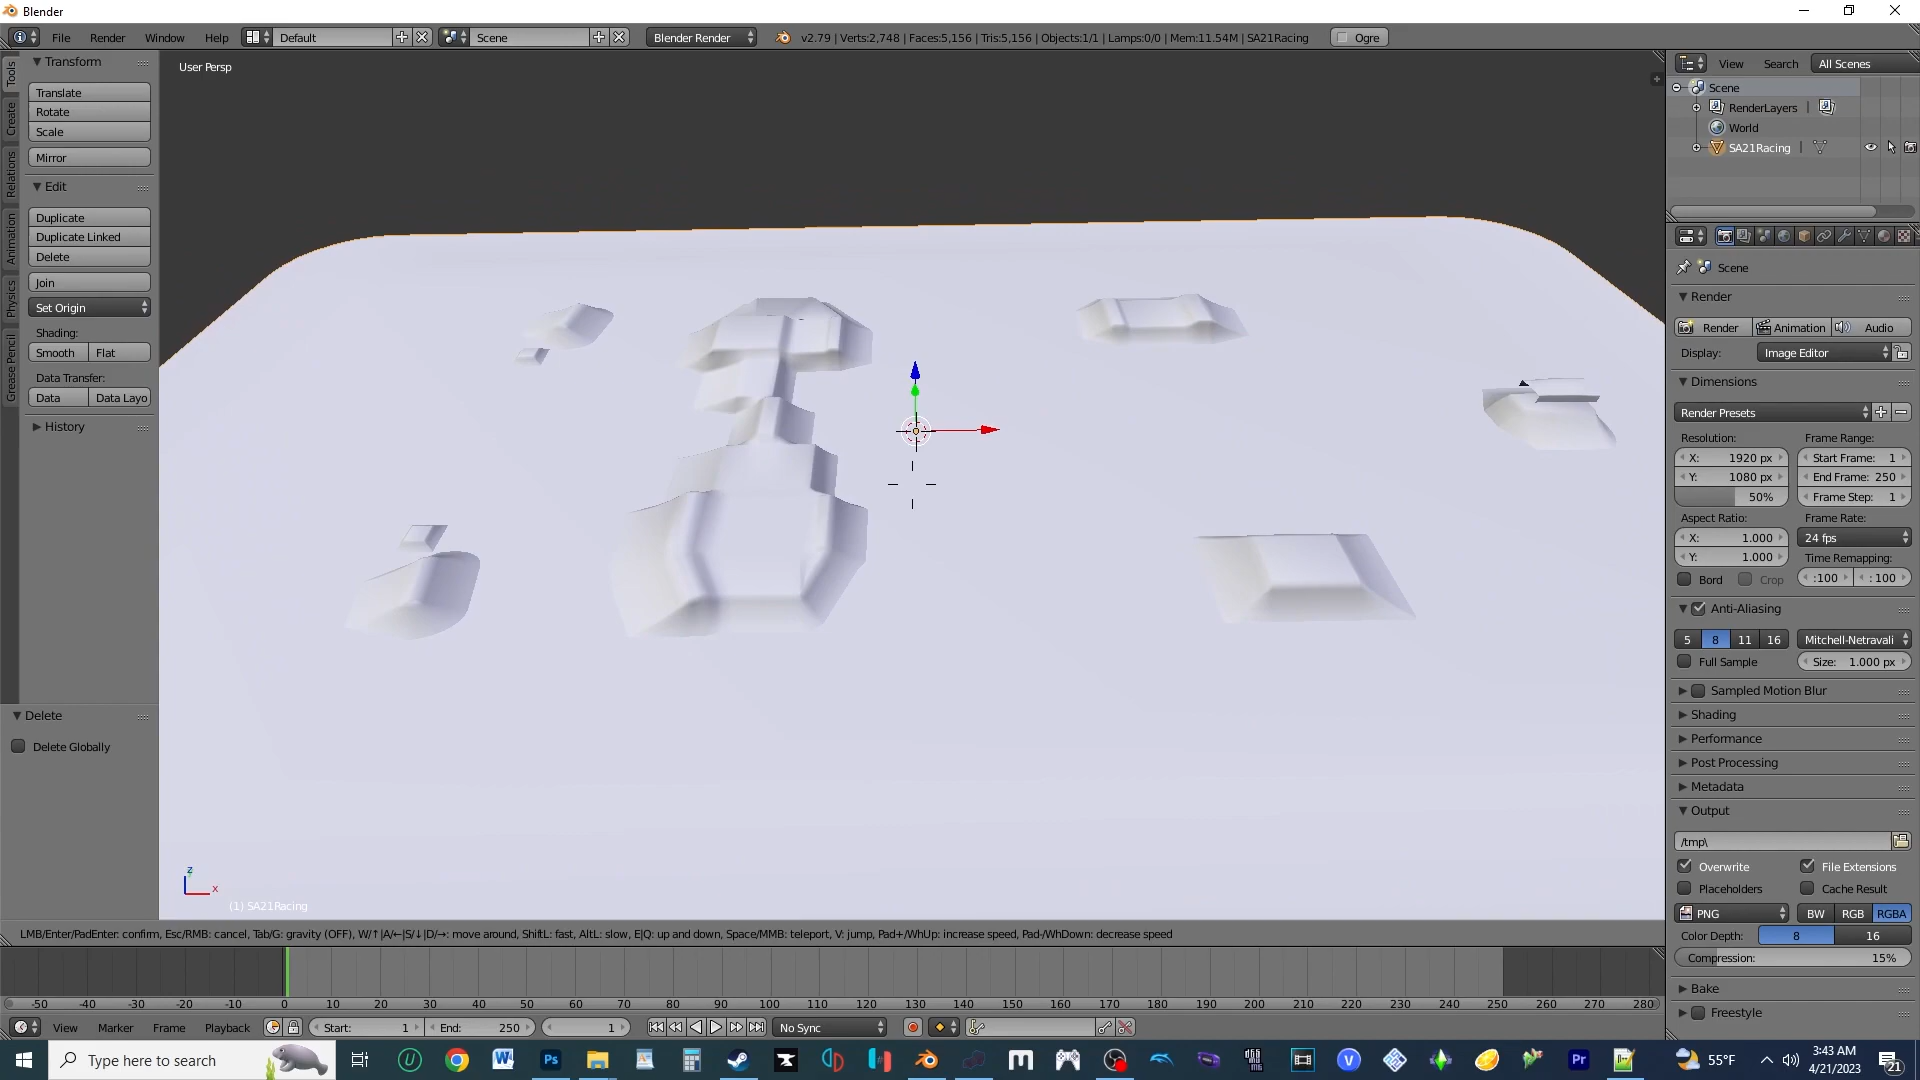 Blender
File Render Window Help Default Scene Blender Render v2.79 | Verts:2,748 | Faces:5,156 | Tris:5,156 | Objects:1/1 | Lamps:0/0 | Mem:11.54M | SA21Racing Ogre
Tools
Create
Relations
Animation
Physics
Grease Pencil
Transform
Translate
Rotate
Scale
Mirror
Edit
Duplicate
Duplicate Linked
Delete
Join
Set Origin
Shading:
Smooth Flat
Data Transfer:
Data Data Layo
History
Delete
Delete Globally
User Persp
z
x
(1) SA21Racing
LMB/Enter/PadEnter: confirm, Esc/RMB: cancel, Tab/G: gravity (OFF), W/↑|A/←|S/↓|D/→: move around, ShiftL: fast, AltL: slow, E|Q: up and down, Space/MMB: teleport, V: jump, Pad+/WhUp: increase speed, Pad-/WhDown: decrease speed
View Search All Scenes
Scene
RenderLayers |
World
SA21Racing |
Scene
Render
Render Animation Audio
Display: Image Editor
Dimensions
Render Presets
Resolution: Frame Range:
X: 1920 px Start Frame: 1
Y: 1080 px End Frame: 250
50% Frame Step: 1
Aspect Ratio: Frame Rate:
X: 1.000 24 fps
Y: 1.000 Time Remapping:
Bord Crop :100 : 100
Anti-Aliasing
5 8 11 16 Mitchell-Netravali
Full Sample Size: 1.000 px
Sampled Motion Blur
Shading
Performance
Post Processing
Metadata
Output
/tmp\
Overwrite File Extensions
Placeholders Cache Result
PNG BW RGB RGBA
Color Depth: 8 16
Compression: 15%
Bake
Freestyle
-50 -40 -30 -20 -10 0 10 20 30 40 50 60 70 80 90 100 110 120 130 140 150 160 170 180 190 200 210 220 230 240 250 260 270 280
View Marker Frame Playback Start: 1 End: 250 1 No Sync
Type here to search
55°F
3:43 AM
4/21/2023
21